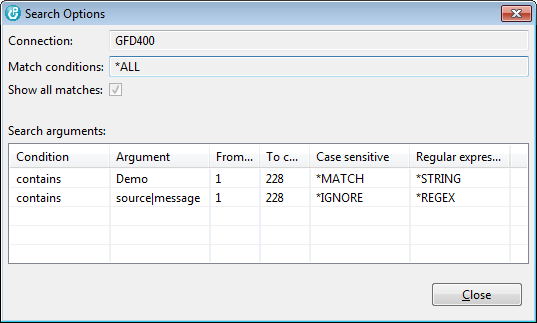 Search Options
Connection: GFD400
Match conditions: *ALL
Show all matches:
Search arguments:
Condition Argument From... To c... Case sensitive Regular expres...
contains Demo 1 228 *MATCH *STRING
contains source|message 1 228 *IGNORE *REGEX
Close